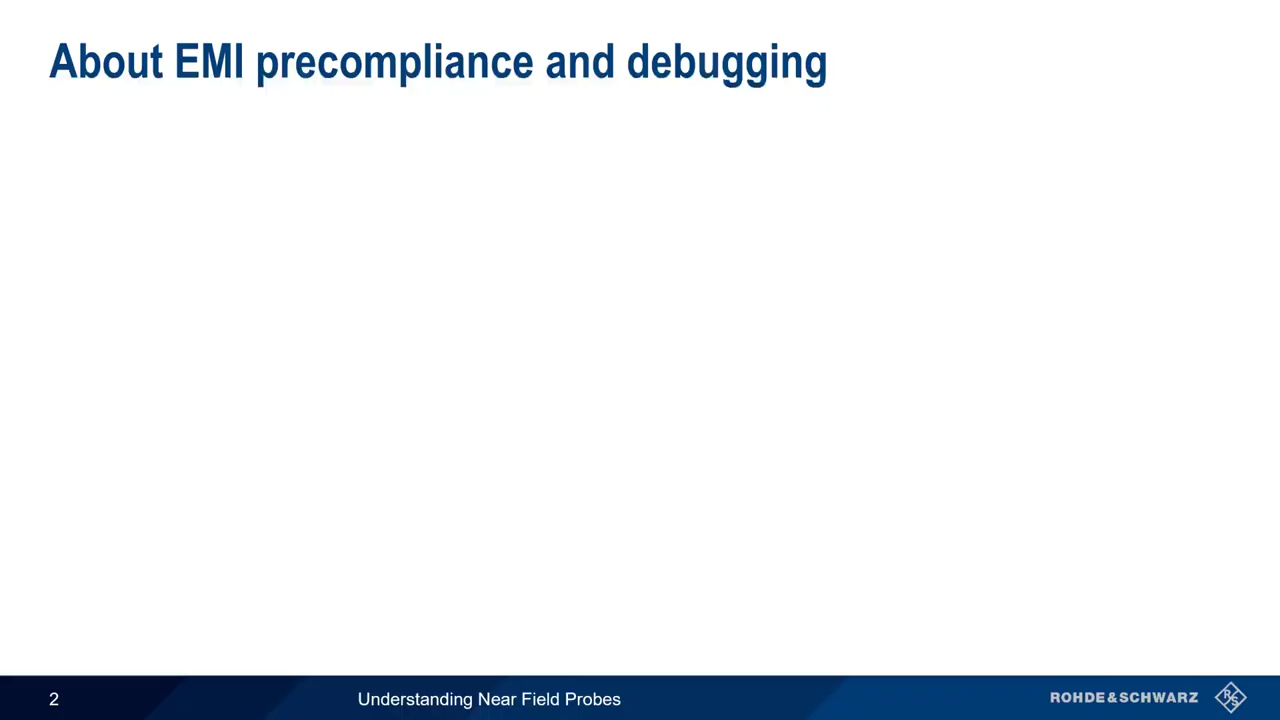 About EMI precompliance and debugging
2
Understanding Near Field Probes
ROHDE & SCHWARZ
R
S